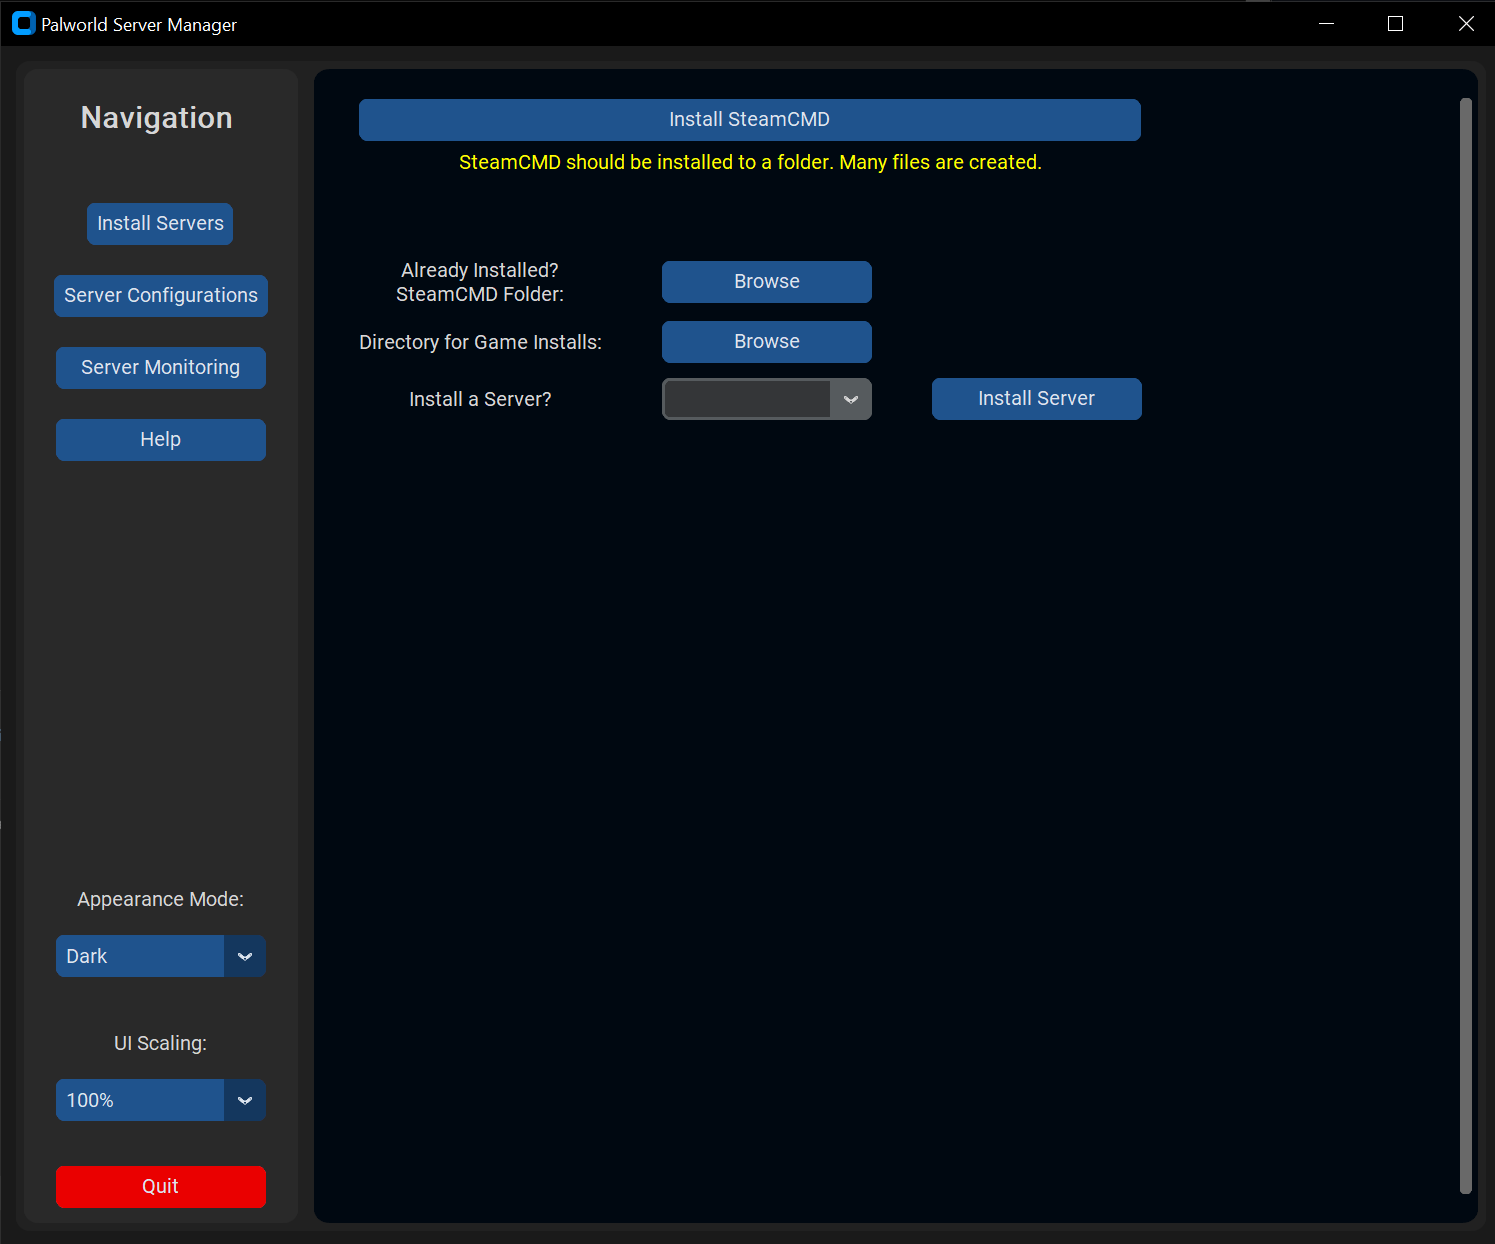 Palworld Server Manager
Navigation
Install Servers
Server Configurations
Server Monitoring
Help
Appearance Mode:
Dark
UI Scaling:
100%
Quit
Install SteamCMD
SteamCMD should be installed to a folder. Many files are created.
Already Installed?
SteamCMD Folder:
Browse
Directory for Game Installs:
Browse
Install a Server?
Install Server